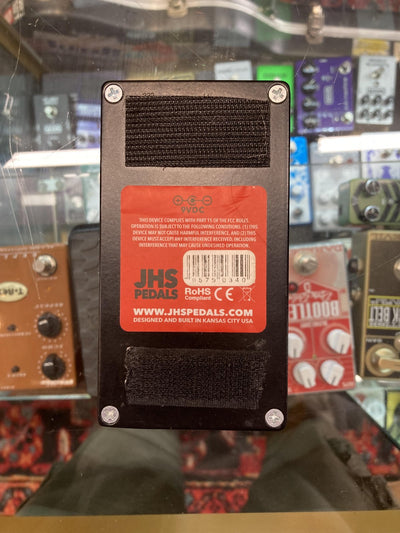 9VDC
THIS DEVICE COMPLIES WITH PART 15 OF THE FCC RULES.
OPERATION IS SUBJECT TO THE FOLLOWING CONDITIONS. (1) THIS
DEVICE MAY NOT CAUSE HARMFUL INTERFERENCE, AND (2) THIS
DEVICE MUST ACCEPT ANY INTERFERENCE RECEIVED, INCLUDING
INTERFERENCE THAT MAY CAUSE UNDESIRED OPERATION.
JHS
PEDALS
RoHS
Compliant
CE
WWW.JHSPEDALS.COM
DESIGNED AND BUILT IN KANSAS CITY USA